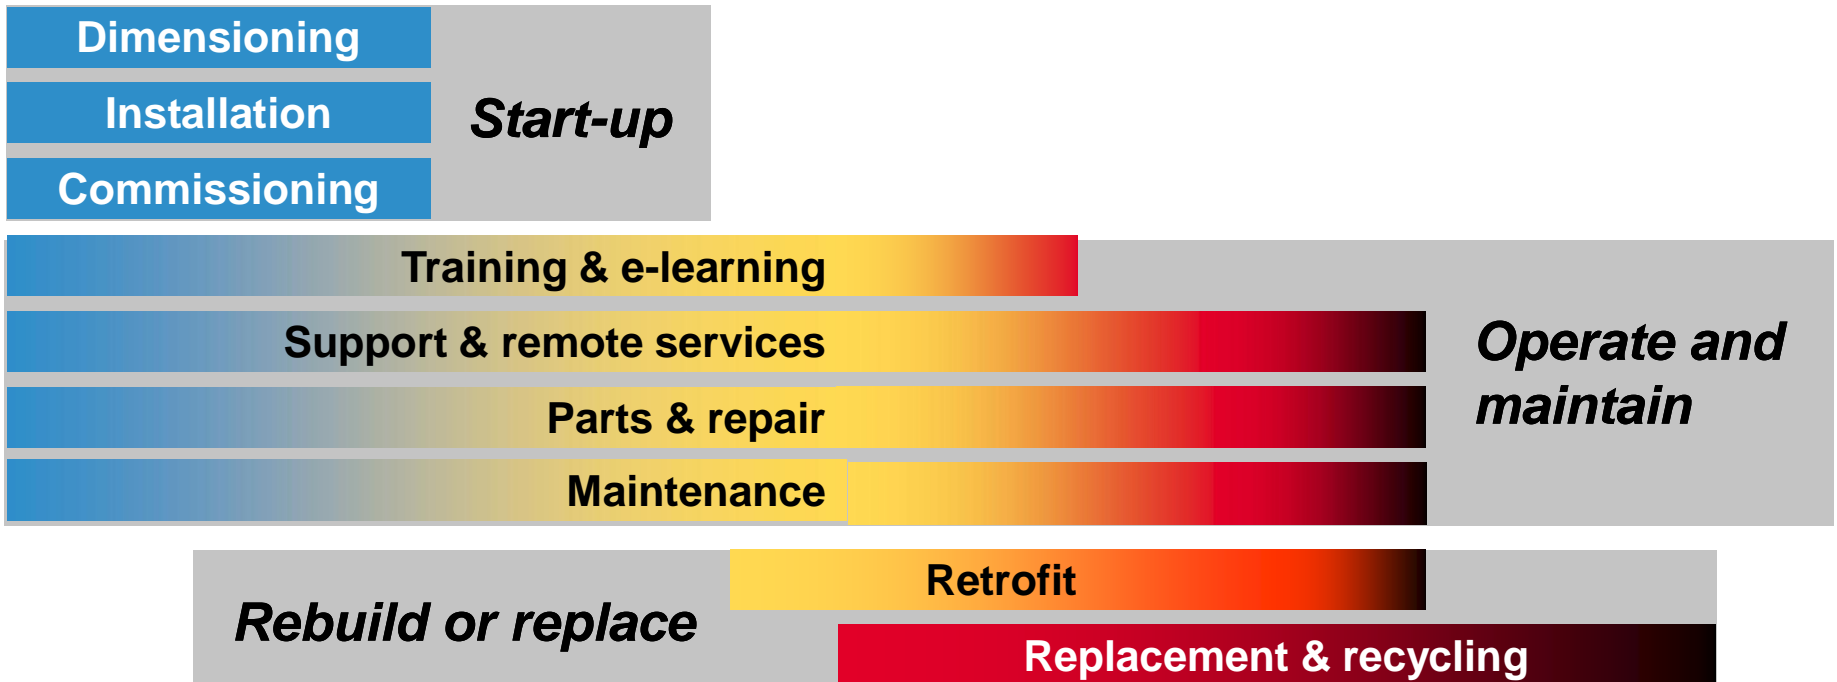 Dimensioning
Installation
Commissioning
Start-up
Training & e-learning
Support & remote services
Parts & repair
Maintenance
Operate and
maintain
Rebuild or replace
Retrofit
Replacement & recycling